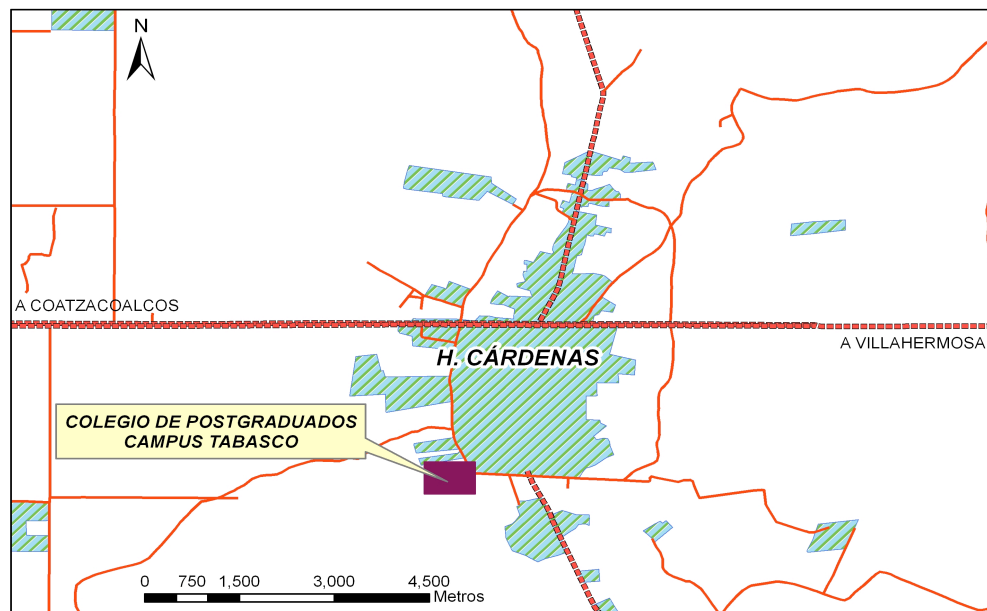 N
A COATZACOALCOS
A VILLAHERMOSA
H. CÁRDENAS
COLEGIO DE POSTGRADUADOS
CAMPUS TABASCO
0 750 1,500 3,000 4,500
Metros